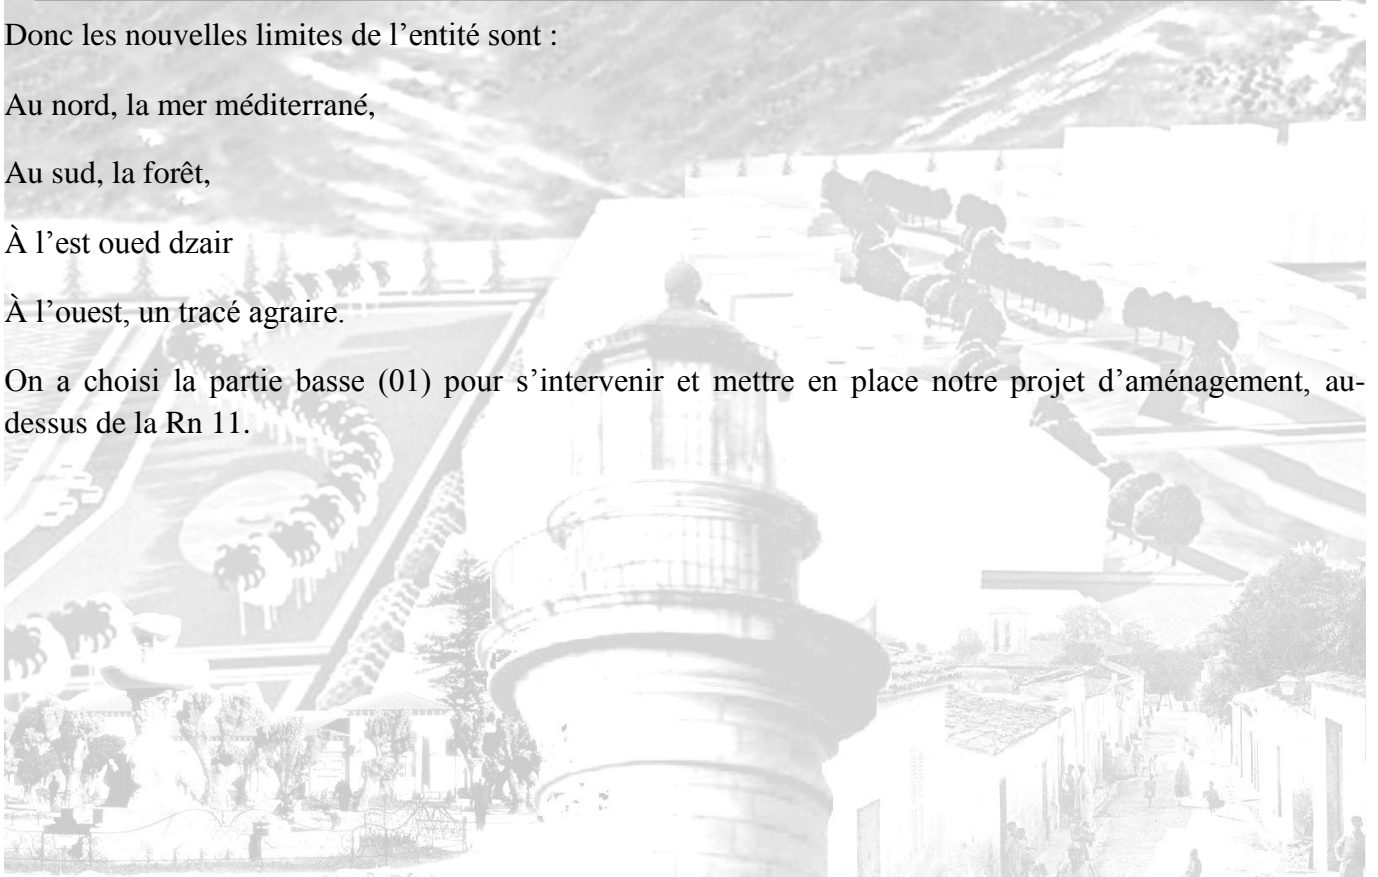 Donc les nouvelles limites de l’entité sont :
Au nord, la mer méditerrané,
Au sud, la forêt,
À l’est oued dzair
À l’ouest, un tracé agraire.
On a choisi la partie basse (01) pour s’intervenir et mettre en place notre projet d’aménagement, au-
dessus de la Rn 11.